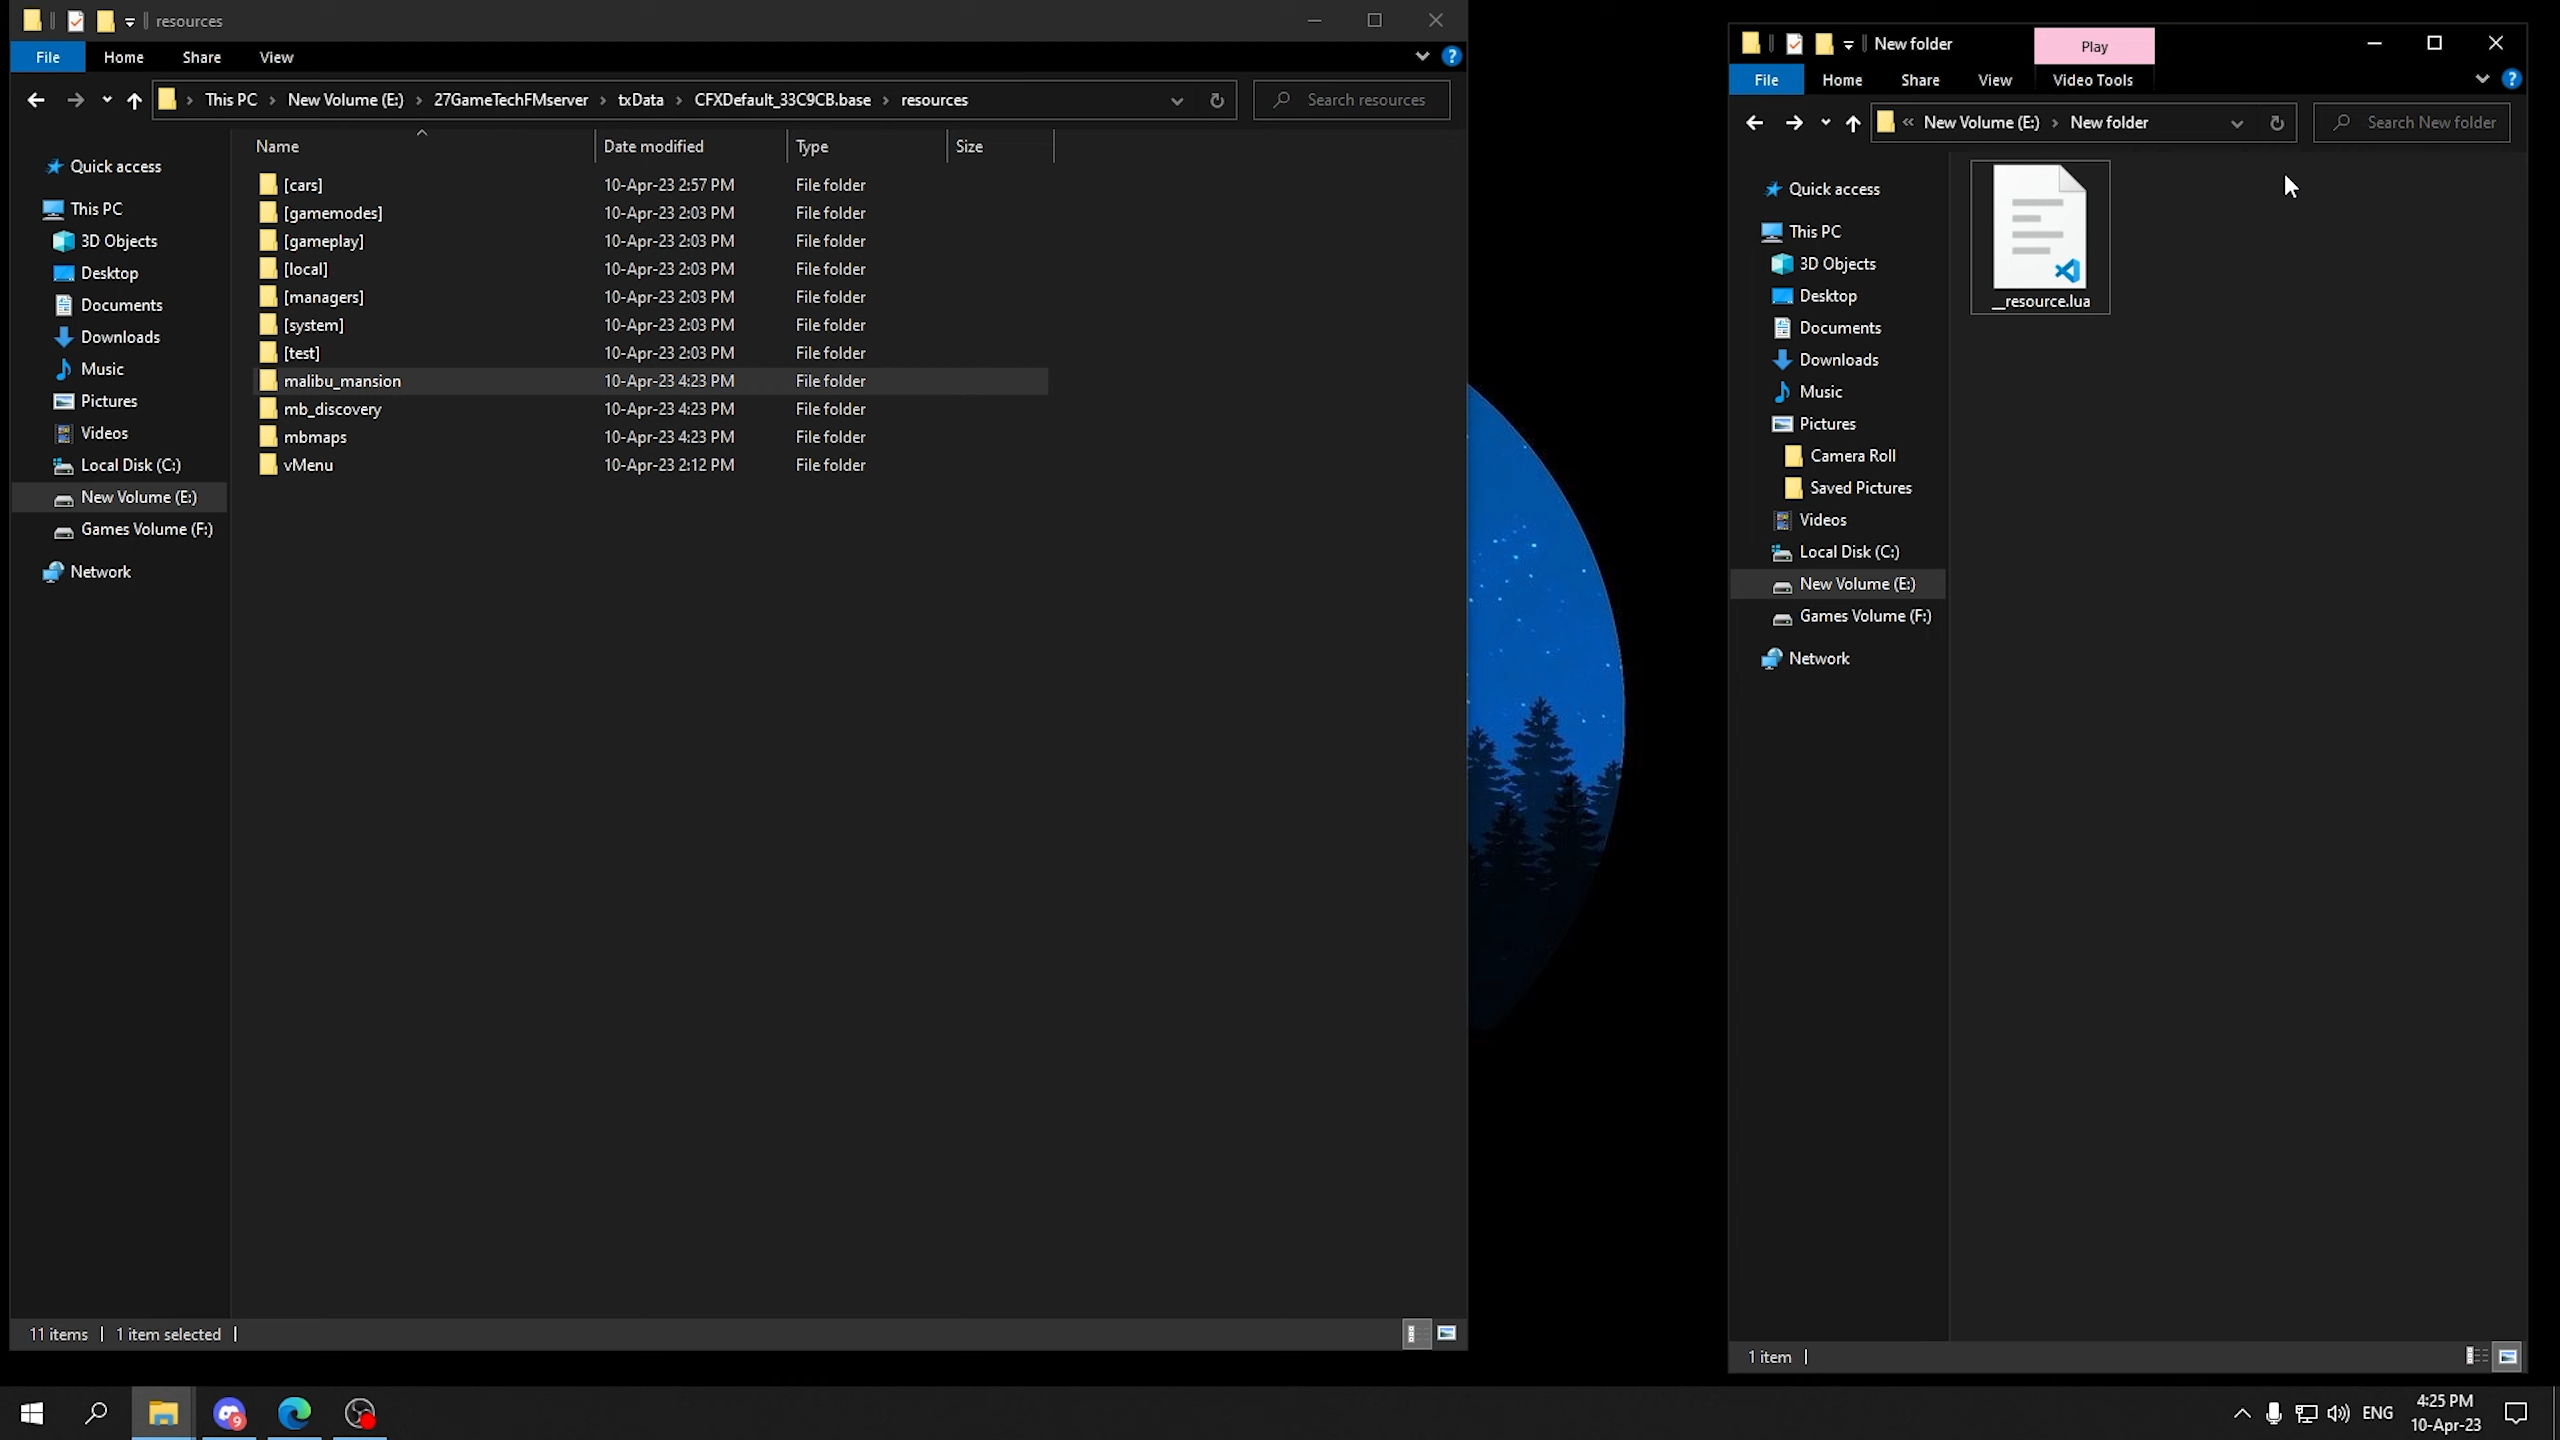 resources
File Home Share View
This PC New Volume (E:) 27GameTechFMserver txData CFXDefault_33C9CB.base resources
Search resources
Name Date modified Type Size
[cars] 10-Apr-23 2:57 PM File folder
[gamemodes] 10-Apr-23 2:03 PM File folder
[gameplay] 10-Apr-23 2:03 PM File folder
[local] 10-Apr-23 2:03 PM File folder
[managers] 10-Apr-23 2:03 PM File folder
[system] 10-Apr-23 2:03 PM File folder
[test] 10-Apr-23 2:03 PM File folder
malibu_mansion 10-Apr-23 4:23 PM File folder
mb_discovery 10-Apr-23 4:23 PM File folder
mbmaps 10-Apr-23 4:23 PM File folder
vMenu 10-Apr-23 2:12 PM File folder
Quick access
This PC
3D Objects
Desktop
Documents
Downloads
Music
Pictures
Videos
Local Disk (C:)
New Volume (E:)
Games Volume (F:)
Network
11 items 1 item selected
New folder Play
File Home Share View Video Tools
« New Volume (E:) New folder
Search New folder
Quick access
This PC
3D Objects
Desktop
Documents
Downloads
Music
Pictures
Camera Roll
Saved Pictures
Videos
Local Disk (C:)
New Volume (E:)
Games Volume (F:)
Network
__resource.lua
1 item
9
ENG
4:25 PM
10-Apr-23